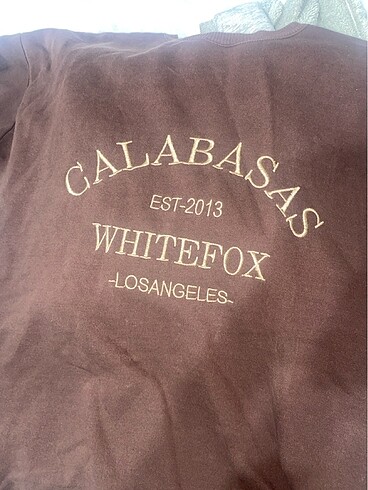 CALABASAS
EST-2013
WHITEFOX
-LOSANGELES-